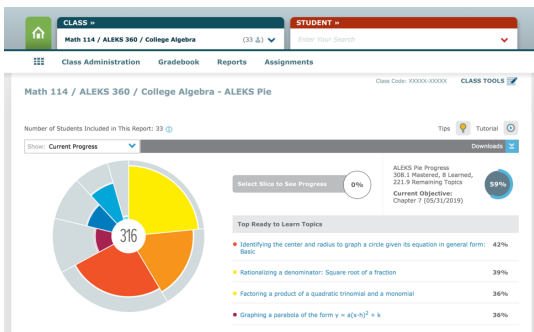 CLASS »
STUDENT »
Math 114 / ALEKS 360 / College Algebra (33
Enter Your Search
Class Administration Gradebook Reports Assignments
Class Code: XXXXX-XXXXX CLASS TOOLS
Math 114 / ALEKS 360 / College Algebra - ALEKS Pie
Number of Students Included in This Report: 33
Tips Tutorial
Show: Current Progress
Downloads
Select Slice to See Progress 0%
ALEKS Pie Progress
308.1 Mastered, 8 Learned,
221.9 Remaining Topics
Current Objective:
Chapter 7 (05/31/2019)
59%
316
Top Ready to Learn Topics
Identifying the center and radius to graph a circle given its equation in general form: 42%
Basic
Rationalizing a denominator: Square root of a fraction 39%
Factoring a product of a quadratic trinomial and a monomial 36%
Graphing a parabola of the form y = a(x-h)² + k 36%